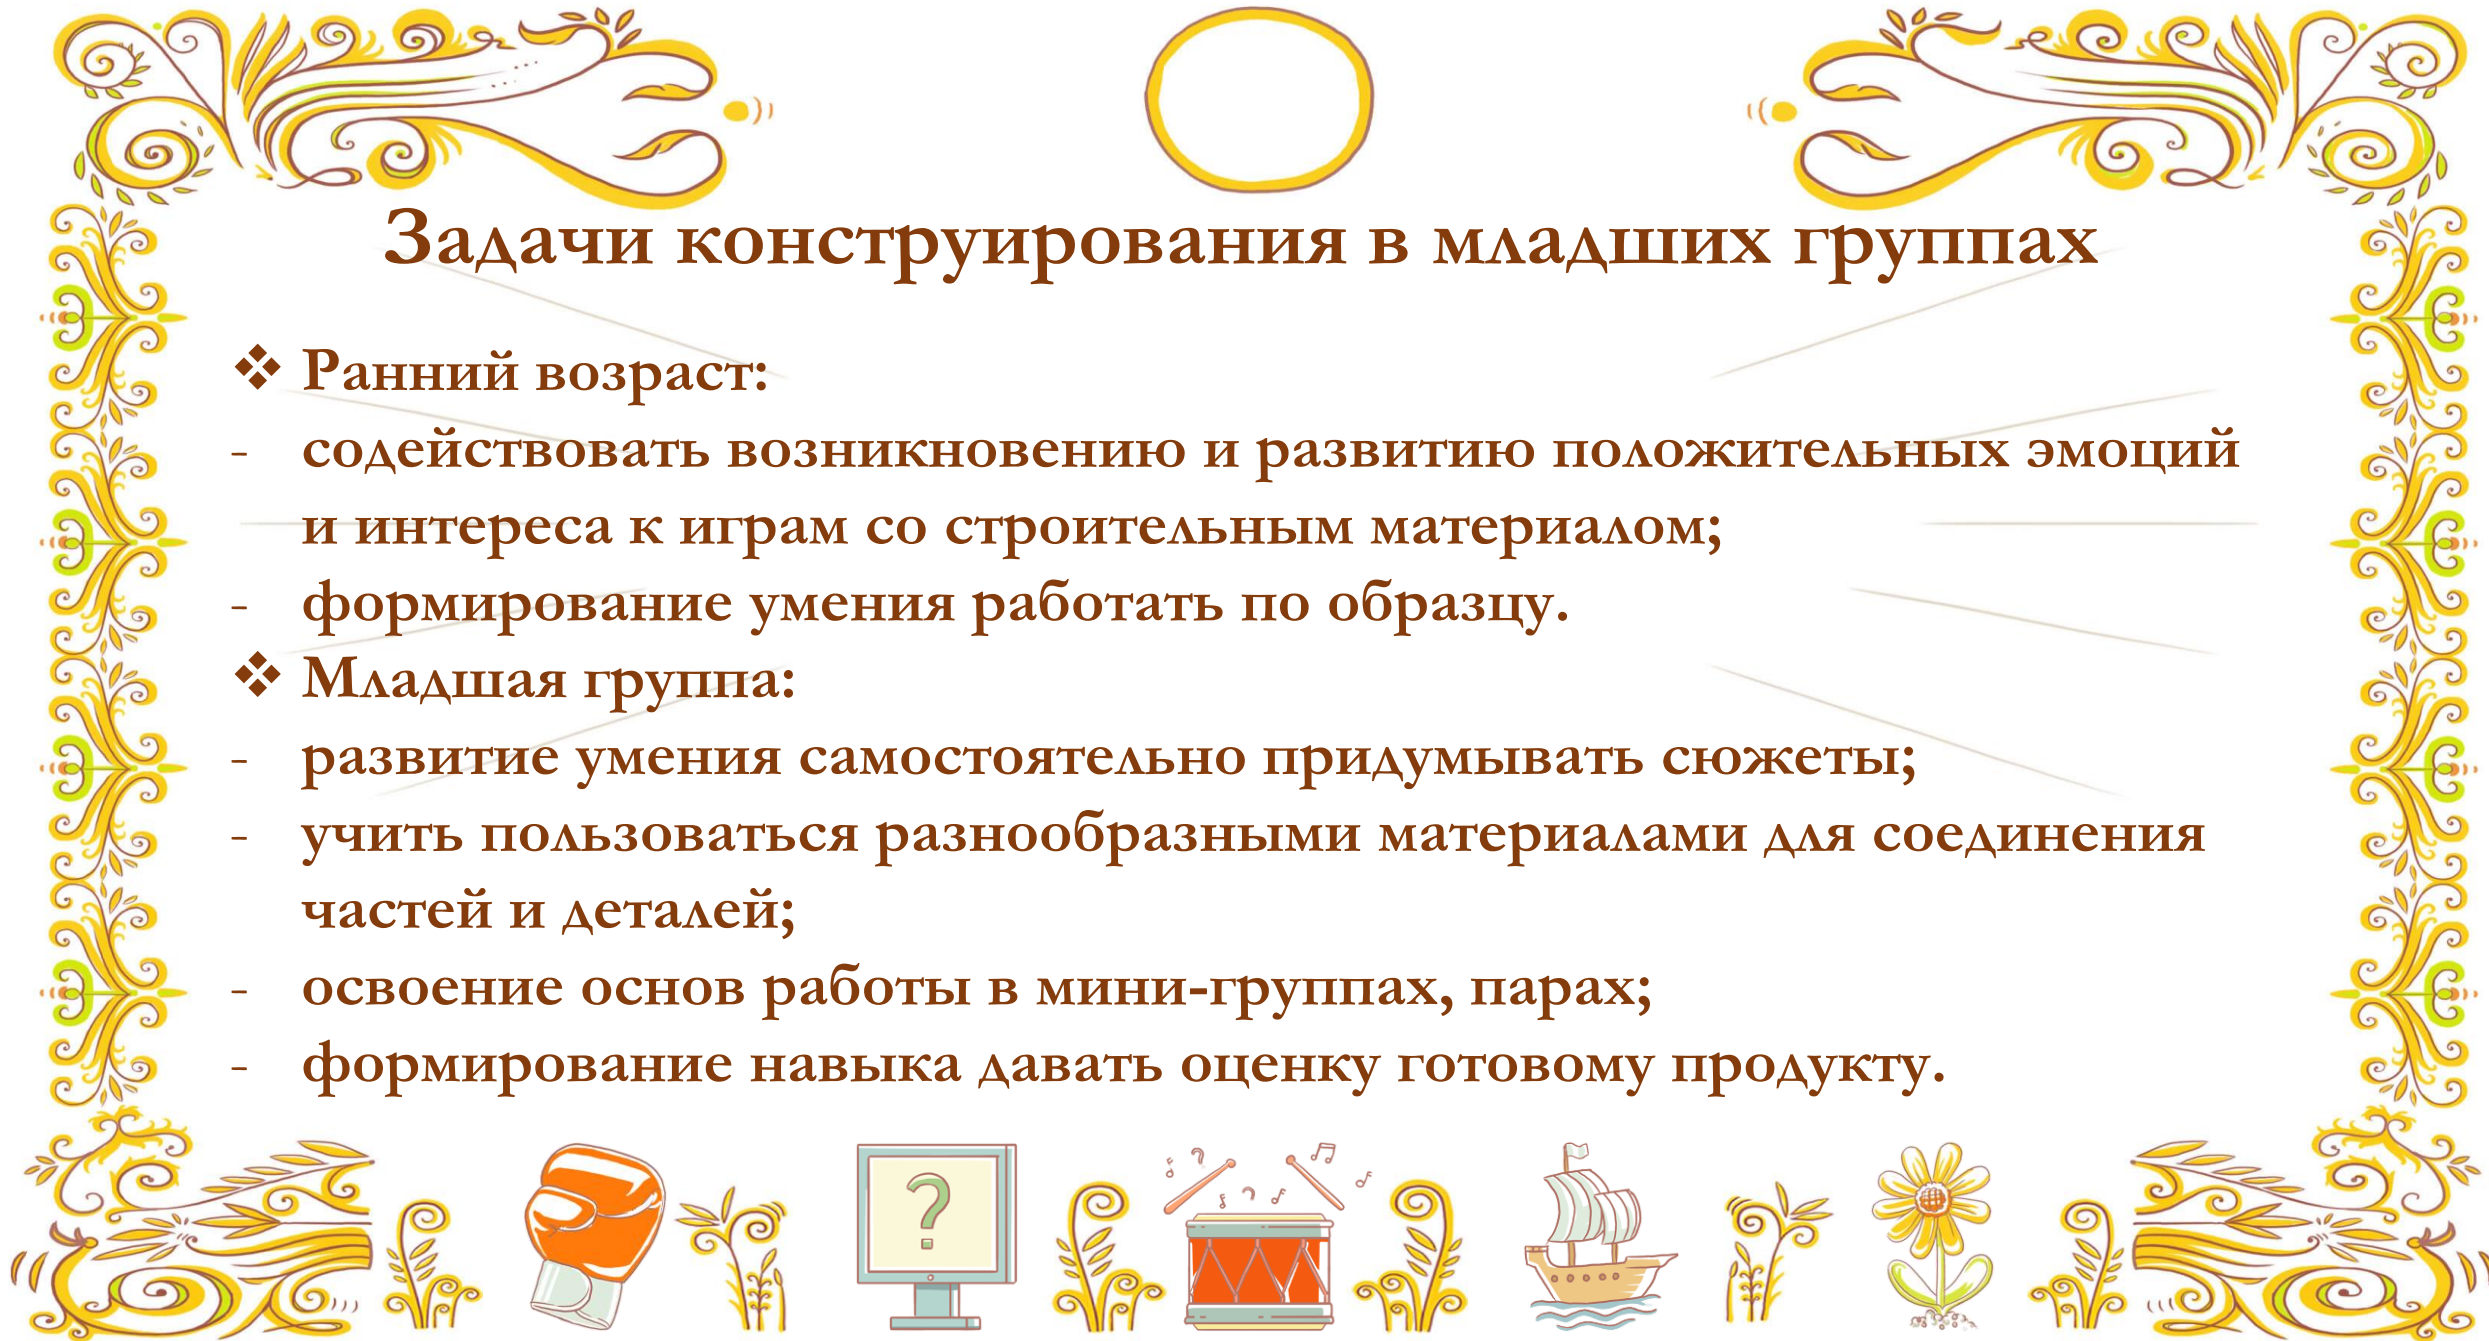 Задачи конструирования в младших группах
❖ Ранний возраст:
- содействовать возникновению и развитию положительных эмоций
и интереса к играм со строительным материалом;
- формирование умения работать по образцу.
❖ Младшая группа:
- развитие умения самостоятельно придумывать сюжеты;
- учить пользоваться разнообразными материалами для соединения
частей и деталей;
- освоение основ работы в мини-группах, парах;
- формирование навыка давать оценку готовому продукту.
?